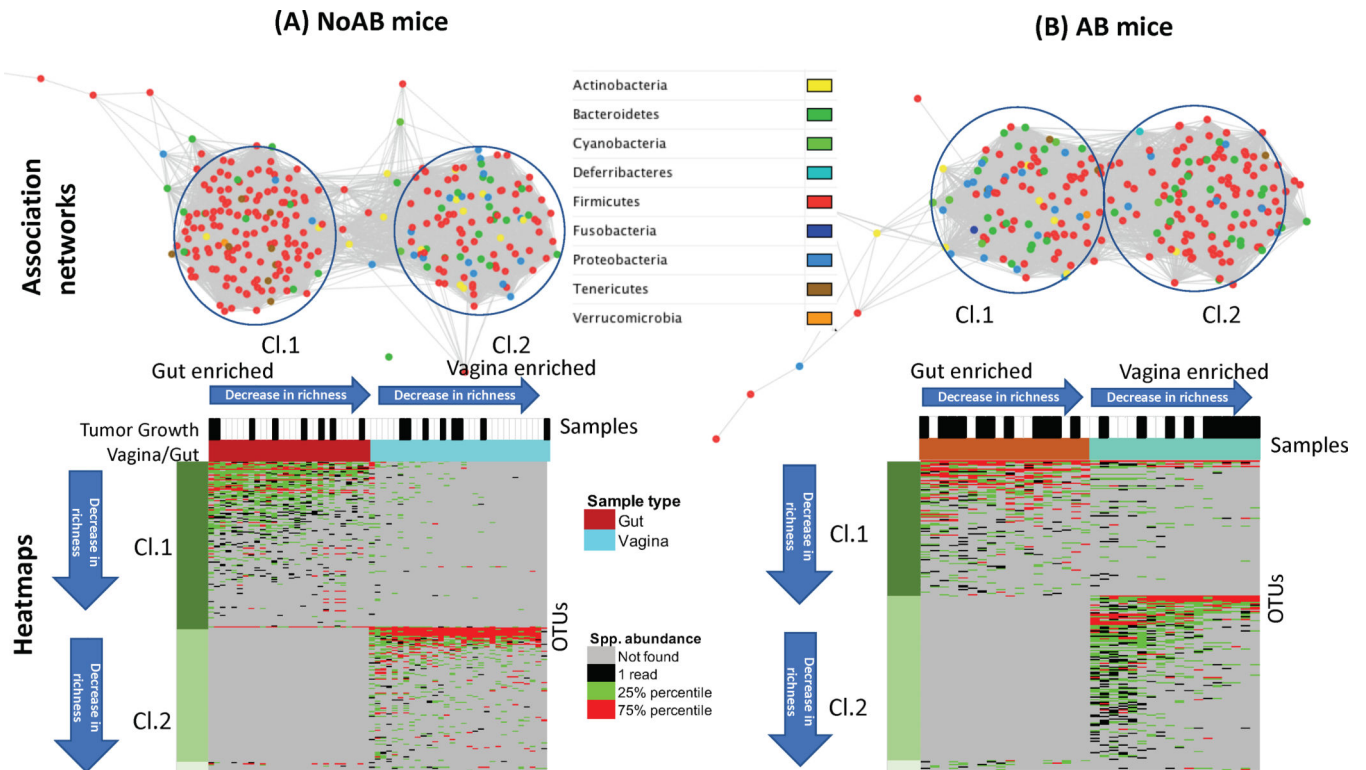 (A) NoAB mice
(B) AB mice
Association
networks
Actinobacteria
Bacteroidetes
Cyanobacteria
Deferribacteres
Firmicutes
Fusobacteria
Proteobacteria
Tenericutes
Verrucomicrobia
Cl.1
Cl.2
Cl.1
Cl.2
Gut enriched
Vagina enriched
Decrease in richness
Decrease in richness
Tumor Growth
Samples
Vagina/Gut
Heatmaps
Decrease in
richness
Cl.1
Decrease in
richness
Cl.2
OTUs
Sample type
Gut
Vagina
Spp. abundance
Not found
1 read
25% percentile
75% percentile
Gut enriched
Vagina enriched
Decrease in richness
Decrease in richness
Samples
Decrease in
richness
Cl.1
Decrease in
richness
Cl.2
OTUs